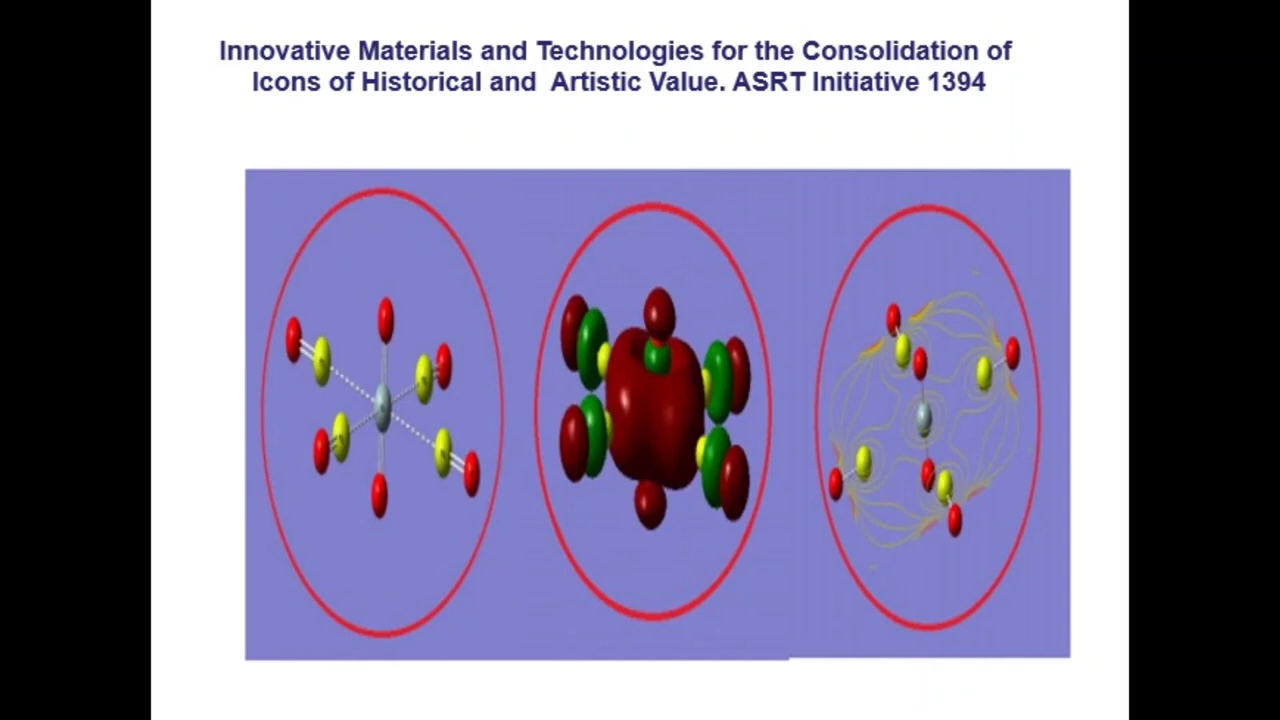 Innovative Materials and Technologies for the Consolidation of
Icons of Historical and  Artistic Value. ASRT Initiative 1394